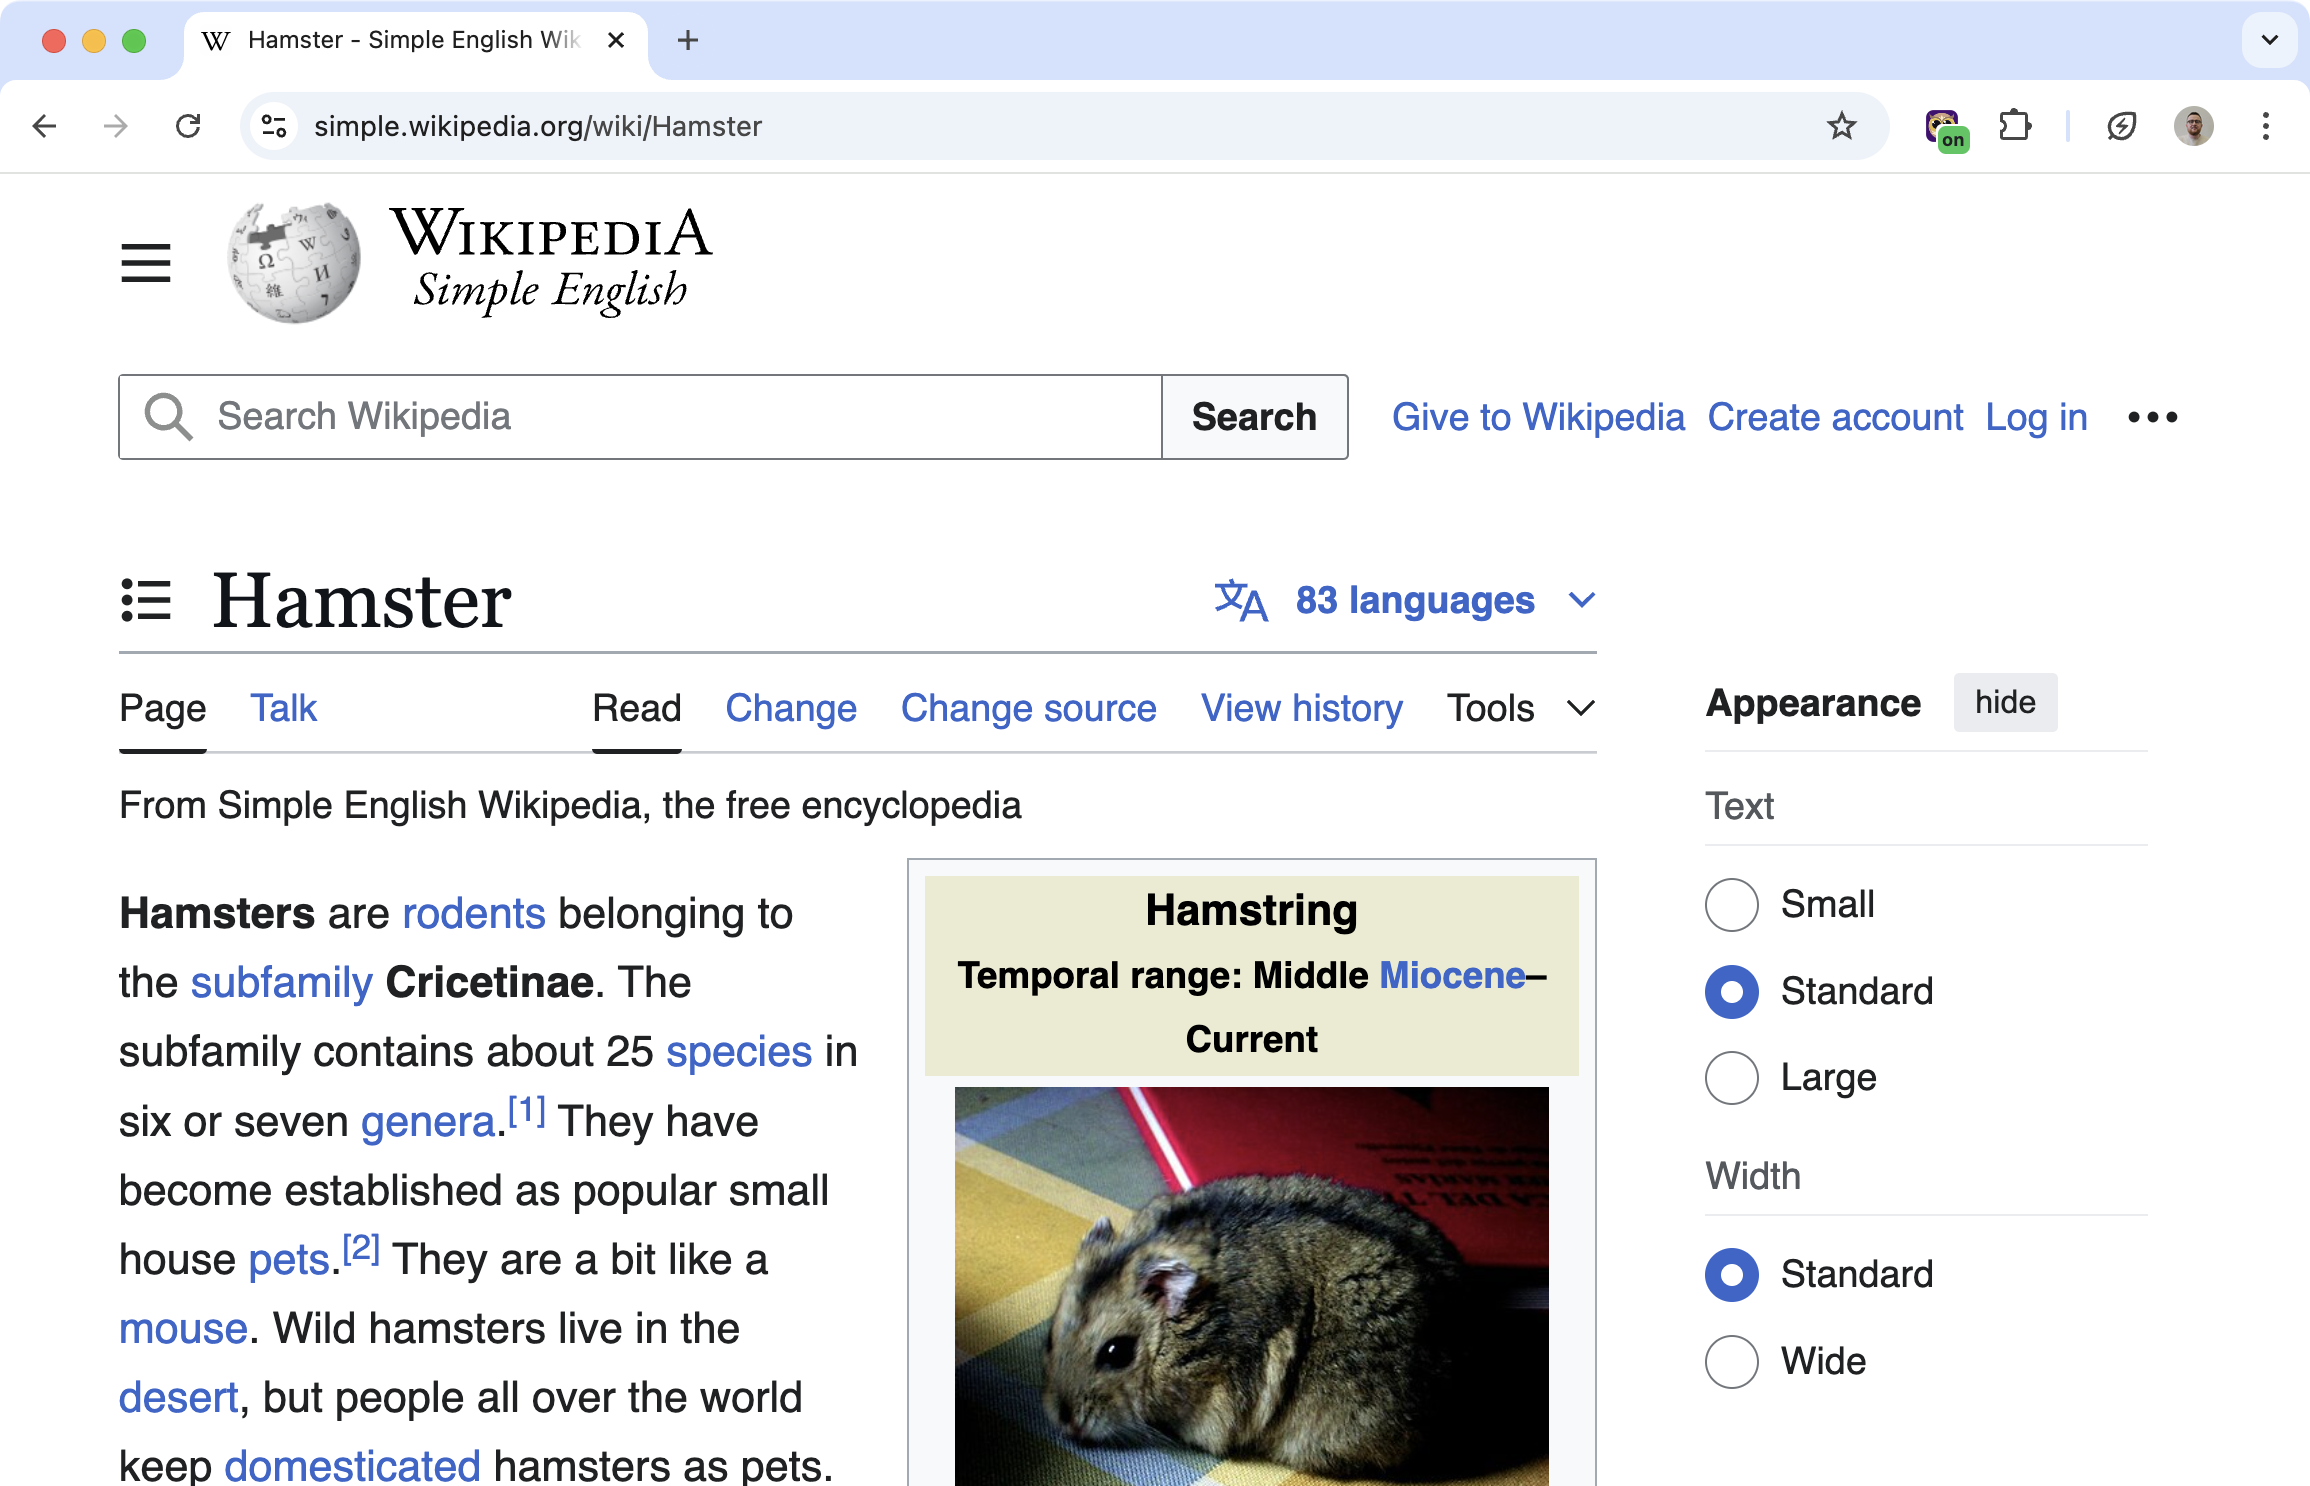 Hamster - Simple English Wik
simple.wikipedia.org/wiki/Hamster
on
WIKIPEDIA
Simple English
Search Wikipedia
Search
Give to Wikipedia
Create account
Log in
Hamster
83 languages
Page
Talk
Read
Change
Change source
View history
Tools
From Simple English Wikipedia, the free encyclopedia
Hamsters are rodents belonging to
the subfamily Cricetinae. The
subfamily contains about 25 species in
six or seven genera.[1] They have
become established as popular small
house pets.[2] They are a bit like a
mouse. Wild hamsters live in the
desert, but people all over the world
keep domesticated hamsters as pets.
Hamstring
Temporal range: Middle Miocene–
Current
Appearance
hide
Text
Small
Standard
Large
Width
Standard
Wide